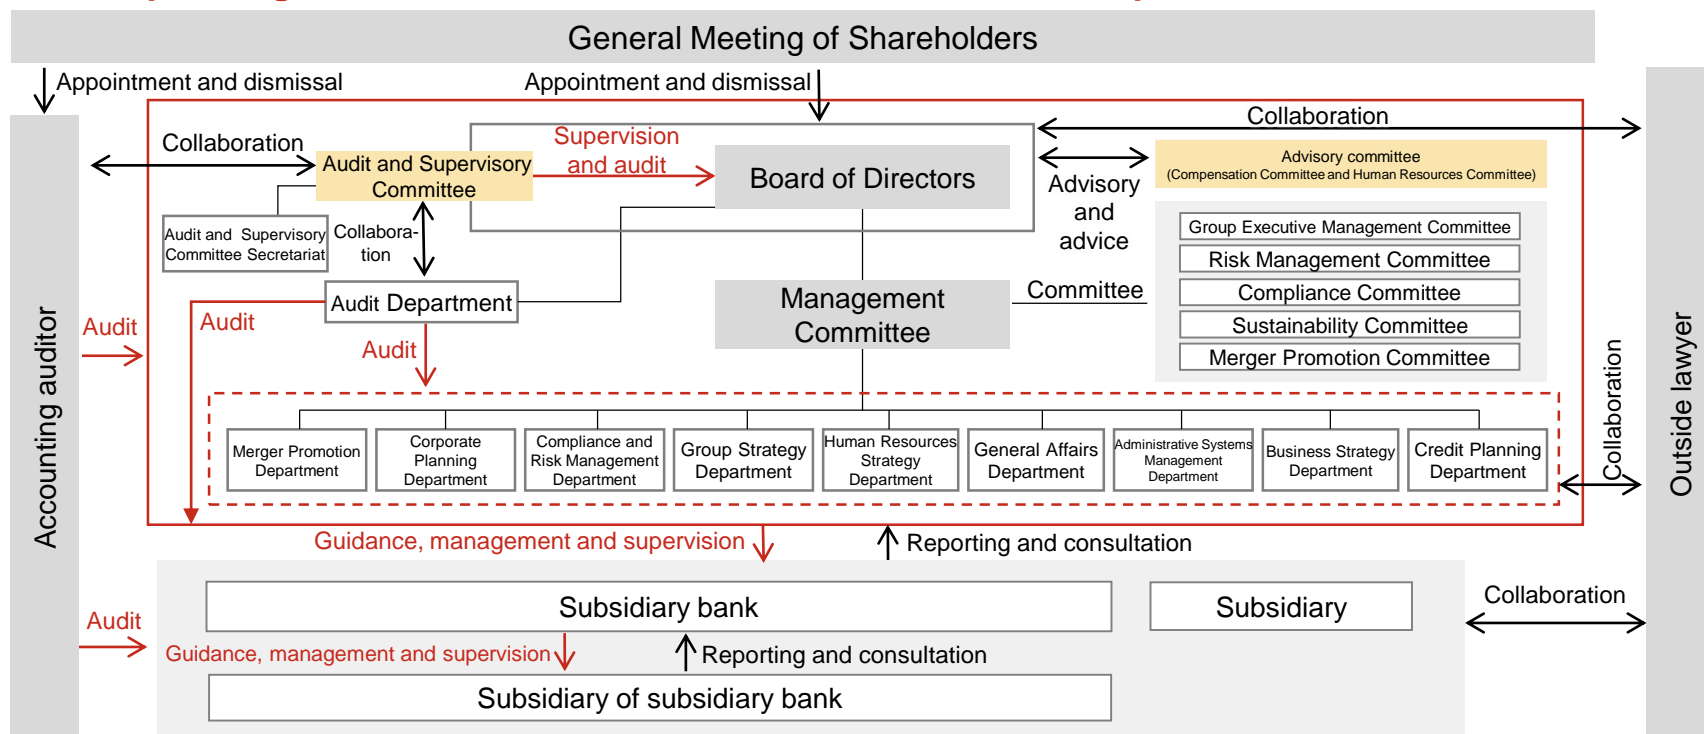 General Meeting of Shareholders
Appointment and dismissal
Appointment and dismissal
Collaboration
Collaboration
Supervision
and audit
Audit and Supervisory
Committee
Board of Directors
Advisory committee
(Compensation Committee and Human Resources Committee)
Advisory
and
advice
Audit and Supervisory
Committee Secretariat
Collabora-
tion
Group Executive Management Committee
Risk Management Committee
Compliance Committee
Sustainability Committee
Merger Promotion Committee
Audit Department
Management
Committee
Committee
Accounting auditor
Audit
Audit
Audit
Outside lawyer
Collaboration
Merger Promotion
Department
Corporate
Planning
Department
Compliance and
Risk Management
Department
Group Strategy
Department
Human Resources
Strategy
Department
General Affairs
Department
Administrative Systems
Management
Department
Business Strategy
Department
Credit Planning
Department
Guidance, management and supervision
Reporting and consultation
Subsidiary bank
Subsidiary
Collaboration
Audit
Guidance, management and supervision
Reporting and consultation
Subsidiary of subsidiary bank